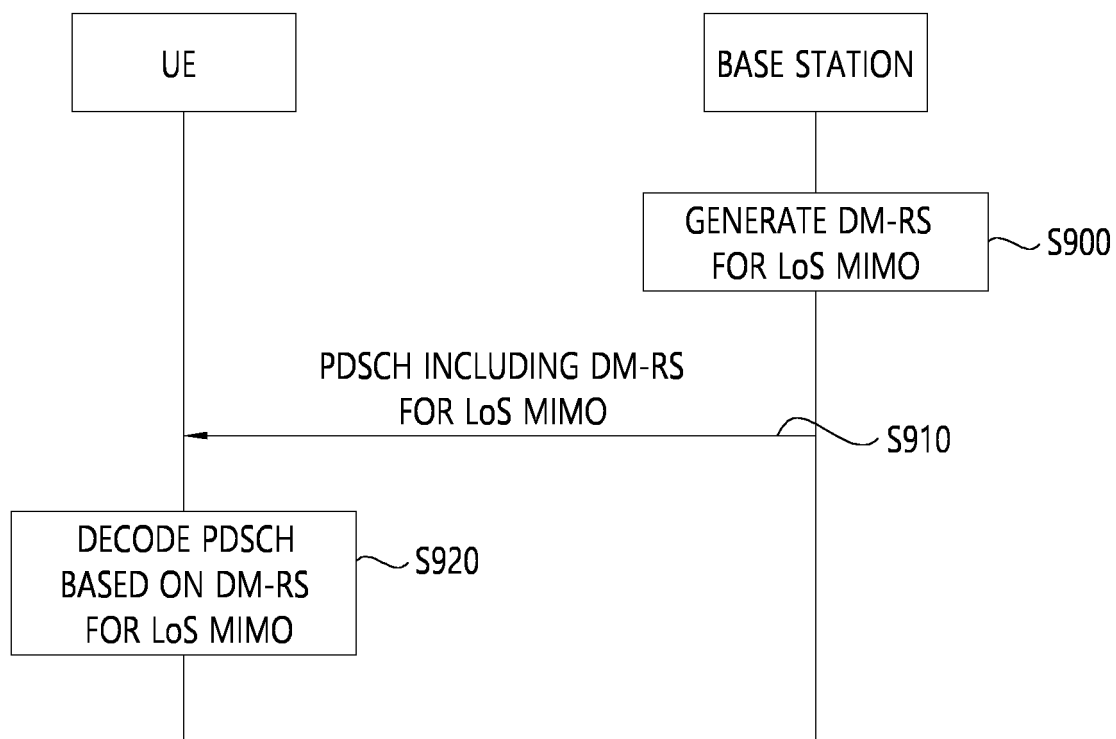 UE
BASE STATION
GENERATE DM-RS
FOR LoS MIMO
S900
PDSCH INCLUDING DM-RS
FOR LoS MIMO
S910
DECODE PDSCH
BASED ON DM-RS
FOR LoS MIMO
S920